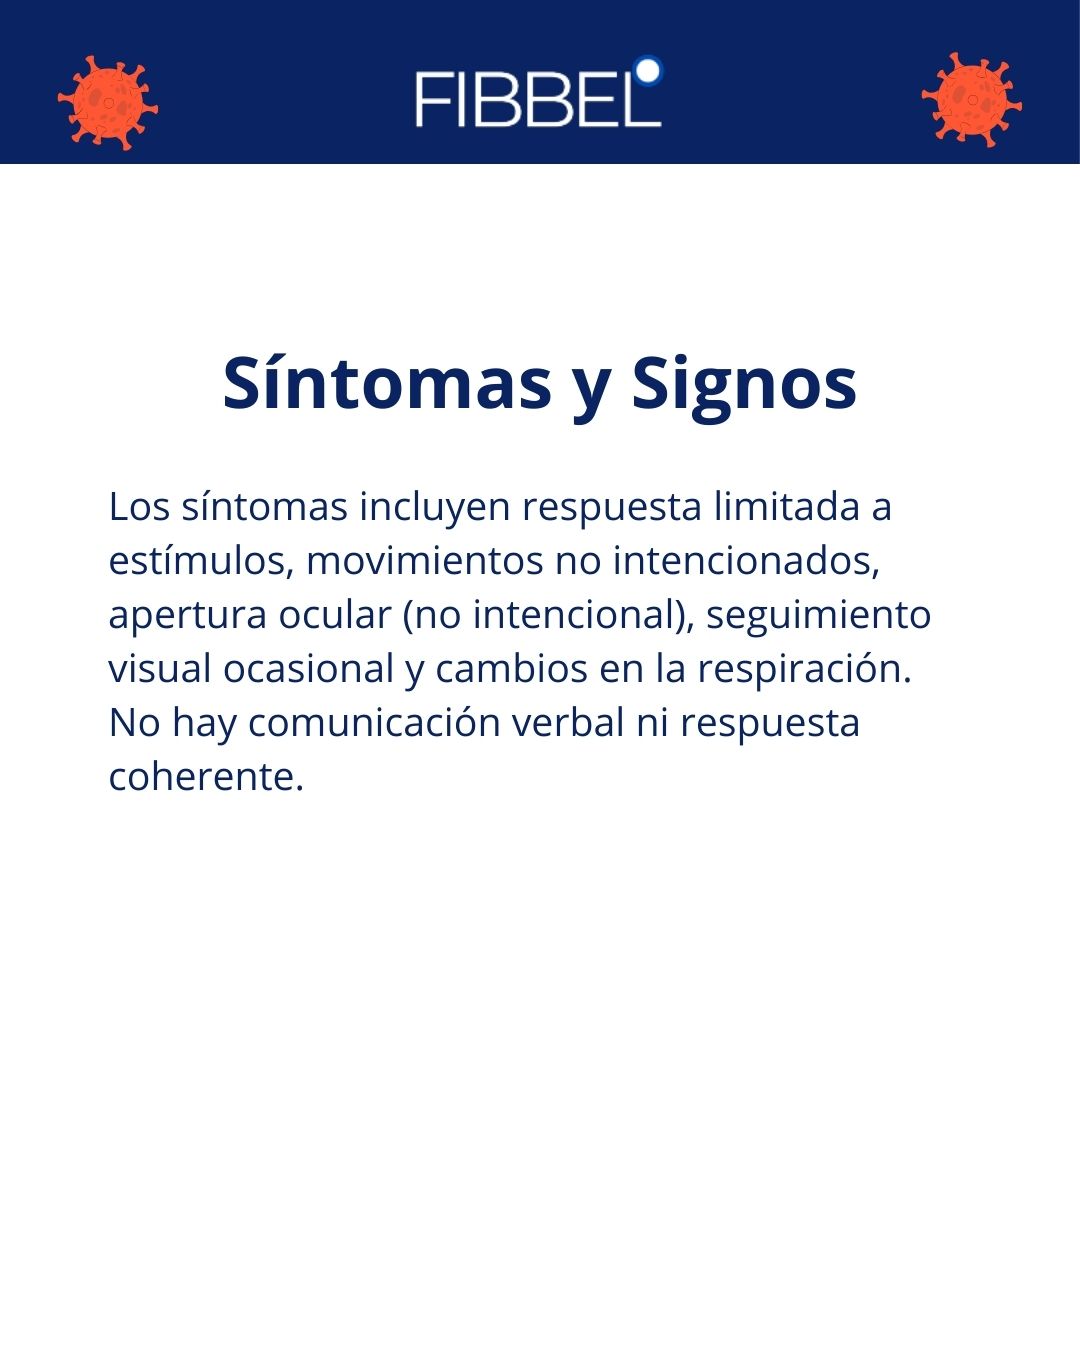 FIBBEL
Síntomas y Signos
Los síntomas incluyen respuesta limitada a
estímulos, movimientos no intencionados,
apertura ocular (no intencional), seguimiento
visual ocasional y cambios en la respiración.
No hay comunicación verbal ni respuesta
coherente.